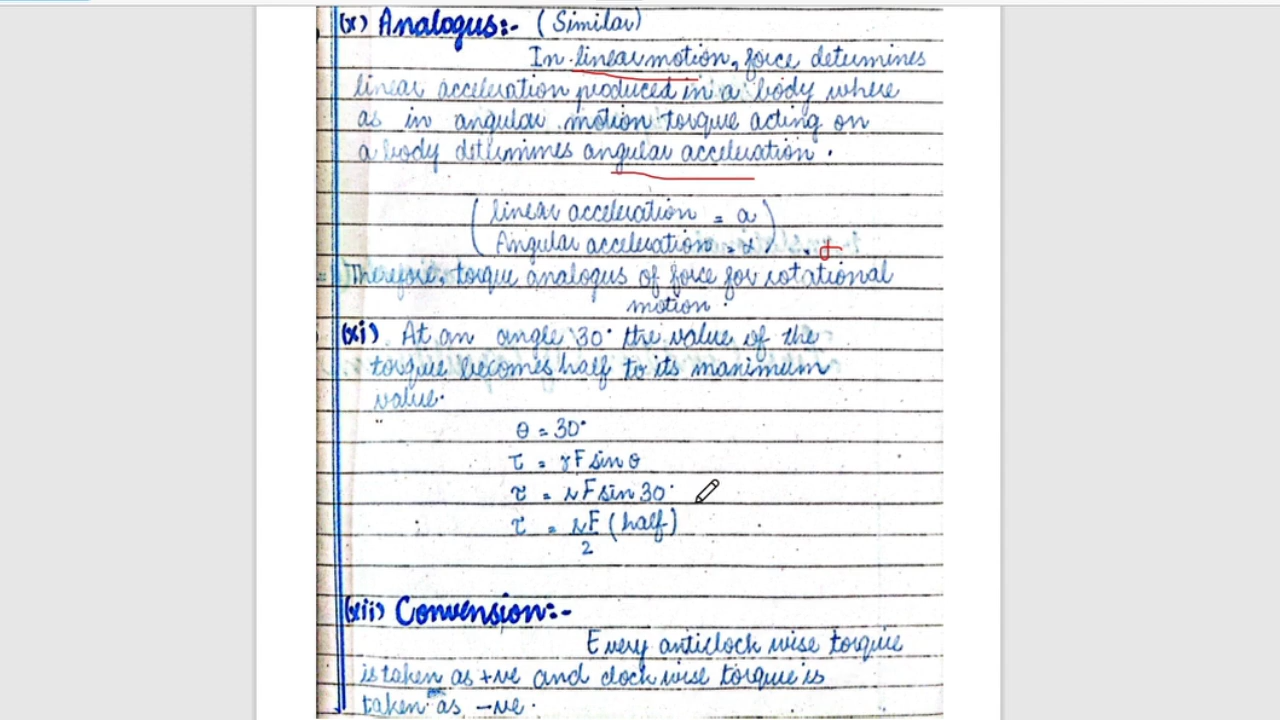 (x) Analogus:- (Similar)
In linear motion, force determines
linear acceleration produced in a body where
as in angular motion torque acting on
a body determines angular acceleration.
(linear acceleration = a
Angular acceleration = α)
Therefore, torque analogus of force for rotational
motion.
(xi) At an angle 30° the value of the
torque becomes half to its maximum
value.
θ = 30°
τ = rF sin θ
τ = rF sin 30°
τ = rF/2 (half)
(xii) Convension:-
Every anticlock wise torque
is taken as +ve and clock wise torque is
taken as -ve.